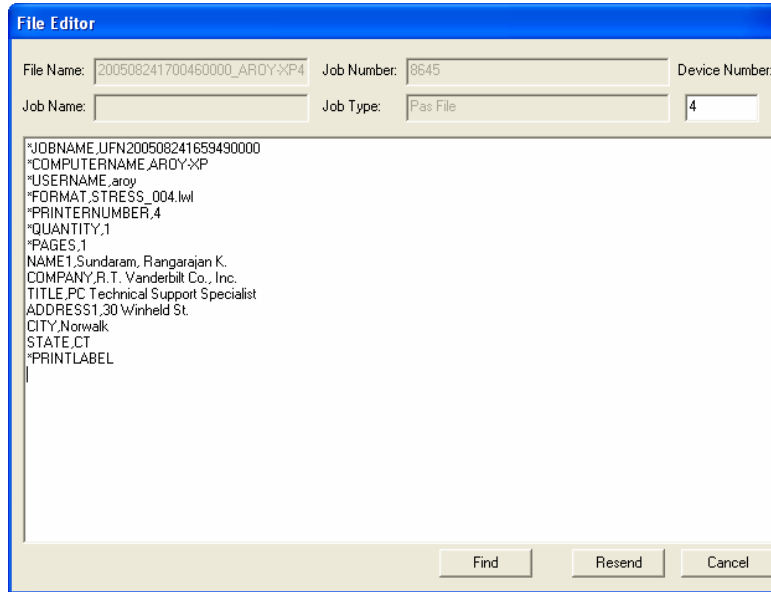 File Editor
File Name: 200508241700460000_AROY-XP4 Job Number: 8645 Device Number:
Job Name: Job Type: Pas File 4
*JOBNAME,UFN200508241659490000
*COMPUTERNAME,AROY-XP
*USERNAME,aroy
*FORMAT,STRESS_004.lwl
*PRINTERNUMBER,4
*QUANTITY,1
*PAGES,1
NAME1,Sundaram, Rangarajan K.
COMPANY,R.T. Vanderbilt Co., Inc.
TITLE,PC Technical Support Specialist
ADDRESS1,30 Winheld St.
CITY,Norwalk
STATE,CT
*PRINTLABEL
Find Resend Cancel